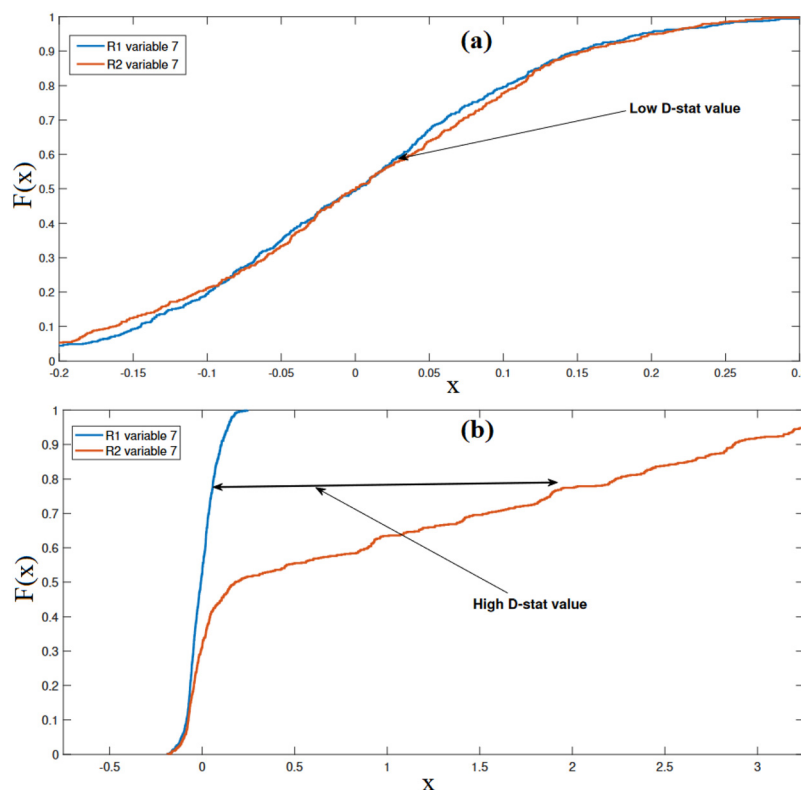 (a)
R1 variable 7
R2 variable 7
Low D-stat value
F(x)
1
0.9
0.8
0.7
0.6
0.5
0.4
0.3
0.2
0.1
0
-0.2 -0.15 -0.1 -0.05 0 0.05 0.1 0.15 0.2 0.25 0.3
x
(b)
R1 variable 7
R2 variable 7
High D-stat value
F(x)
1
0.9
0.8
0.7
0.6
0.5
0.4
0.3
0.2
0.1
0
-0.5 0 0.5 1 1.5 2 2.5 3
x